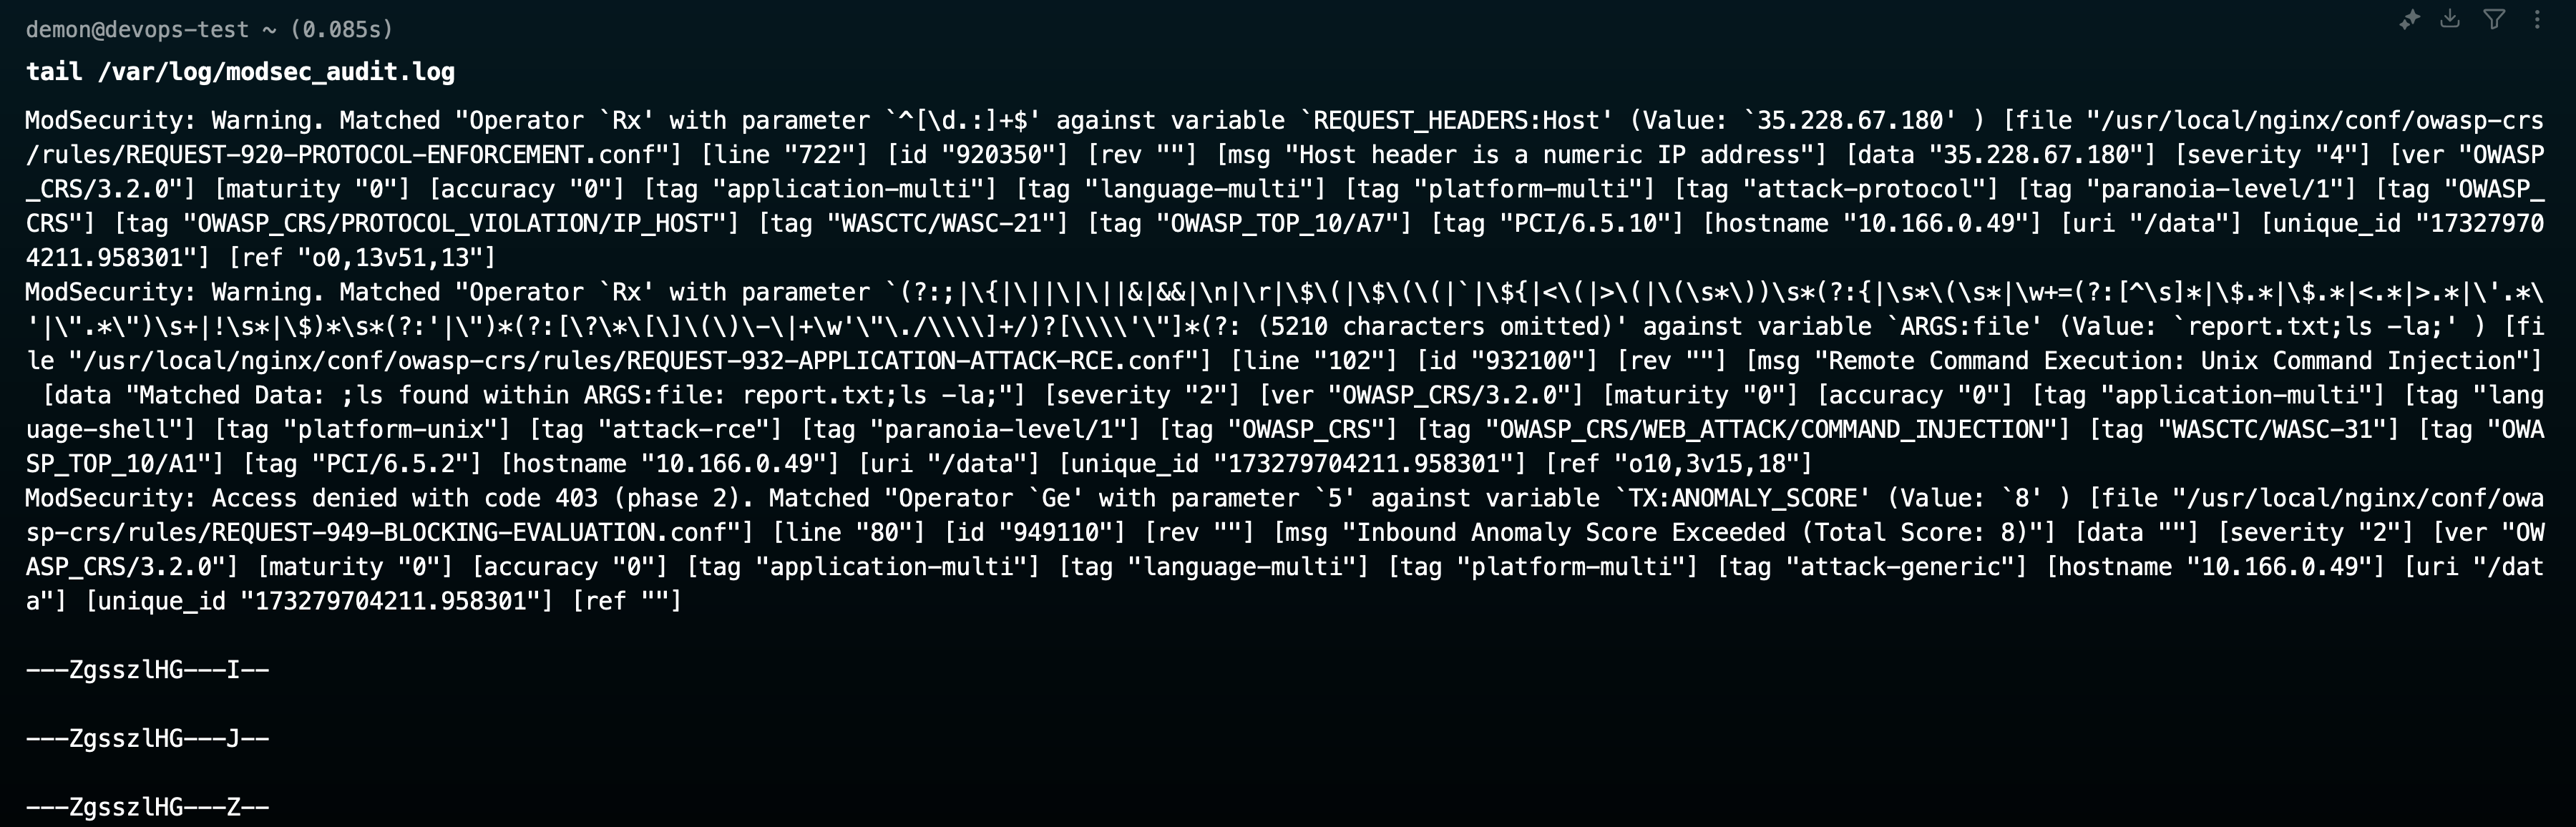 demon@devops-test ~ (0.085s)
tail /var/log/modsec_audit.log
ModSecurity: Warning. Matched "Operator `Rx' with parameter `^[\d.:]+$' against variable `REQUEST_HEADERS:Host' (Value: `35.228.67.180' ) [file "/usr/local/nginx/conf/owasp-crs
/rules/REQUEST-920-PROTOCOL-ENFORCEMENT.conf"] [line "722"] [id "920350"] [rev ""] [msg "Host header is a numeric IP address"] [data "35.228.67.180"] [severity "4"] [ver "OWASP
_CRS/3.2.0"] [maturity "0"] [accuracy "0"] [tag "application-multi"] [tag "language-multi"] [tag "platform-multi"] [tag "attack-protocol"] [tag "paranoia-level/1"] [tag "OWASP_
CRS"] [tag "OWASP_CRS/PROTOCOL_VIOLATION/IP_HOST"] [tag "WASCTC/WASC-21"] [tag "OWASP_TOP_10/A7"] [tag "PCI/6.5.10"] [hostname "10.166.0.49"] [uri "/data"] [unique_id "17327970
4211.958301"] [ref "o0,13v51,13"]
ModSecurity: Warning. Matched "Operator `Rx' with parameter `(?:;|\{|\||\|\||&|&&|\n|\r|\$\(|\$\(\(|`|\${|<\(|>\(|\(\s*\))\s*(?:{|\s*\(\s*|\w+=(?:[^\s]*|\$.*|\$.*|<.*|>.*|\'.*\
'|\".*\")\s+|!\s*|\$)*\s*(?:'|\")*(?:[\?\*\[\]\(\)\-\|+\w'\"\./\\\\]+/)?[\\\\'\"]*(?: (5210 characters omitted)' against variable `ARGS:file' (Value: `report.txt;ls -la;' ) [fi
le "/usr/local/nginx/conf/owasp-crs/rules/REQUEST-932-APPLICATION-ATTACK-RCE.conf"] [line "102"] [id "932100"] [rev ""] [msg "Remote Command Execution: Unix Command Injection"]
[data "Matched Data: ;ls found within ARGS:file: report.txt;ls -la;"] [severity "2"] [ver "OWASP_CRS/3.2.0"] [maturity "0"] [accuracy "0"] [tag "application-multi"] [tag "lang
uage-shell"] [tag "platform-unix"] [tag "attack-rce"] [tag "paranoia-level/1"] [tag "OWASP_CRS"] [tag "OWASP_CRS/WEB_ATTACK/COMMAND_INJECTION"] [tag "WASCTC/WASC-31"] [tag "OWA
SP_TOP_10/A1"] [tag "PCI/6.5.2"] [hostname "10.166.0.49"] [uri "/data"] [unique_id "173279704211.958301"] [ref "o10,3v15,18"]
ModSecurity: Access denied with code 403 (phase 2). Matched "Operator `Ge' with parameter `5' against variable `TX:ANOMALY_SCORE' (Value: `8' ) [file "/usr/local/nginx/conf/owa
sp-crs/rules/REQUEST-949-BLOCKING-EVALUATION.conf"] [line "80"] [id "949110"] [rev ""] [msg "Inbound Anomaly Score Exceeded (Total Score: 8)"] [data ""] [severity "2"] [ver "OW
ASP_CRS/3.2.0"] [maturity "0"] [accuracy "0"] [tag "application-multi"] [tag "language-multi"] [tag "platform-multi"] [tag "attack-generic"] [hostname "10.166.0.49"] [uri "/dat
a"] [unique_id "173279704211.958301"] [ref ""]
---ZgsszlHG---I--
---ZgsszlHG---J--
---ZgsszlHG---Z--